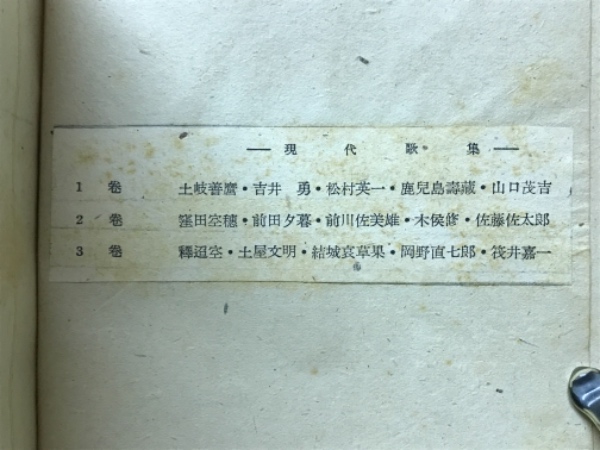 ― 現代歌集 ―
1 巻 土岐善麿・吉井勇・松村英一・鹿児島壽藏・山口茂吉
2 巻 窪田空穂・前田夕暮・前川佐美雄・木俣修・佐藤佐太郎
3 巻 釋迢空・土屋文明・結城哀草果・岡野直七郎・筏井嘉一